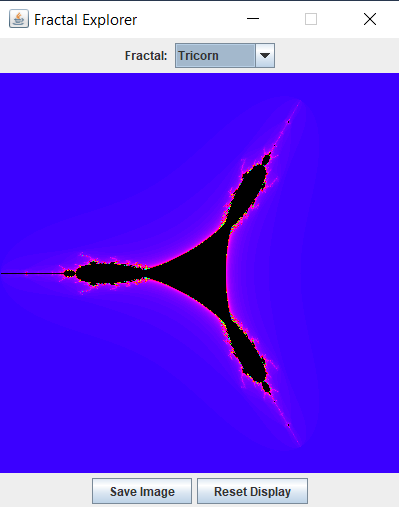 Fractal Explorer
Fractal: Tricorn
Save Image Reset Display